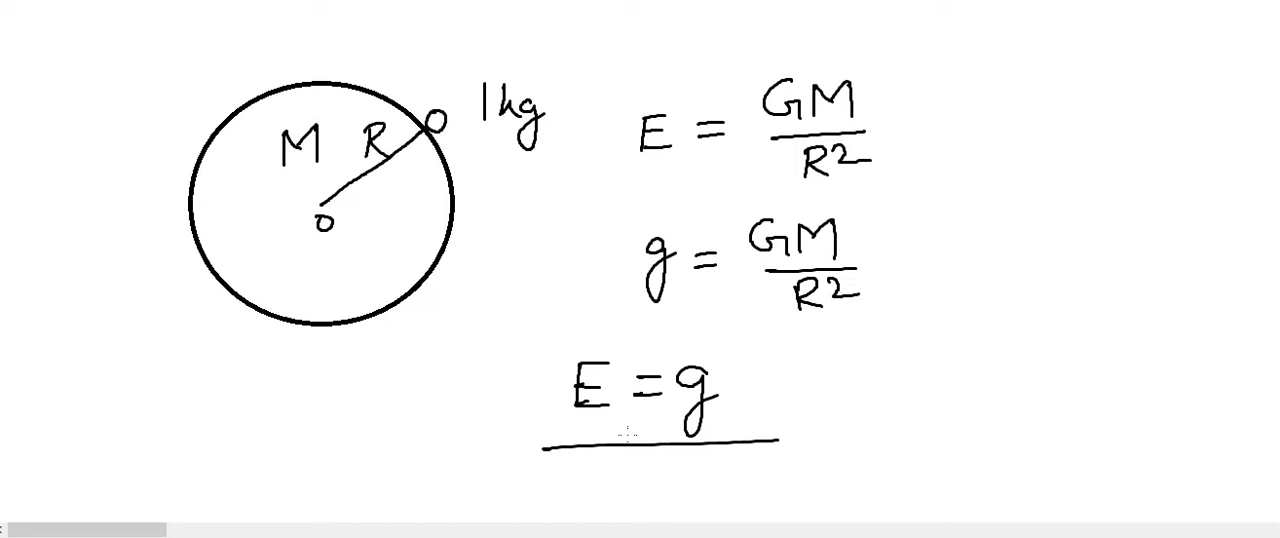 1kg
M R
O
E = GM/R²
g = GM/R²
E = g